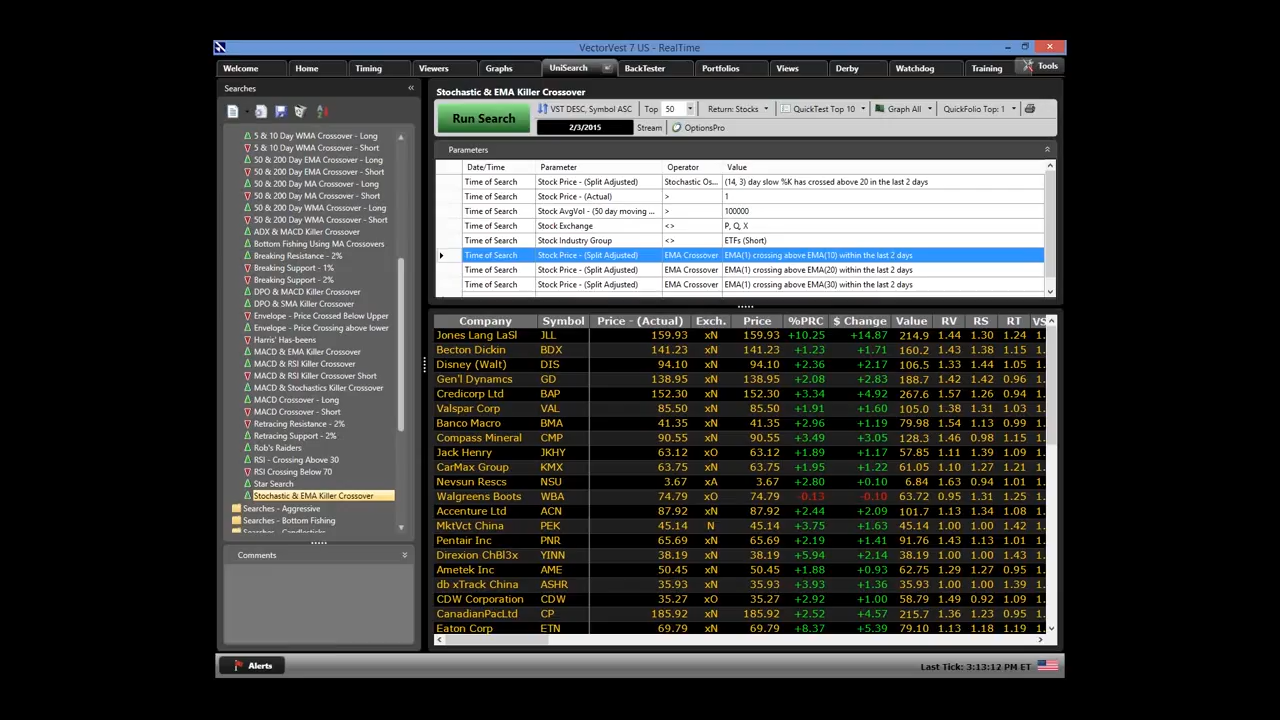 VectorVest 7 US - RealTime
Welcome Home Timing Viewers Graphs UniSearch BackTester Portfolios Views Derby Watchdog Training Tools
Searches «
5 & 10 Day WMA Crossover - Long
5 & 10 Day WMA Crossover - Short
50 & 200 Day EMA Crossover - Long
50 & 200 Day EMA Crossover - Short
50 & 200 Day MA Crossover - Long
50 & 200 Day MA Crossover - Short
50 & 200 Day WMA Crossover - Long
50 & 200 Day WMA Crossover - Short
ADX & MACD Killer Crossover
Bottom Fishing Using MA Crossovers
Breaking Resistance - 2%
Breaking Support - 1%
Breaking Support - 2%
DPO & MACD Killer Crossover
DPO & SMA Killer Crossover
Envelope - Price Crossed Below Upper
Envelope - Price Crossing above lower
Harris' Has-beens
MACD & EMA Killer Crossover
MACD & RSI Killer Crossover
MACD & RSI Killer Crossover Short
MACD & Stochastics Killer Crossover
MACD Crossover - Long
MACD Crossover - Short
Retracing Resistance - 2%
Retracing Support - 2%
Rob's Raiders
RSI - Crossing Above 30
RSI Crossing Below 70
Star Search
Stochastic & EMA Killer Crossover
Searches - Aggressive
Searches - Bottom Fishing
Searches - Candlesticks
Comments
Stochastic & EMA Killer Crossover
Run Search
VST DESC, Symbol ASC Top 50 Return: Stocks QuickTest Top 10 Graph All QuickFolio Top: 1
2/3/2015 Stream OptionsPro
Parameters
Date/Time Parameter Operator Value
Time of Search Stock Price - (Split Adjusted) Stochastic Os... (14, 3) day slow %K has crossed above 20 in the last 2 days
Time of Search Stock Price - (Actual) > 1
Time of Search Stock AvgVol - (50 day moving ... > 100000
Time of Search Stock Exchange <> P, Q, X
Time of Search Stock Industry Group <> ETFs (Short)
Time of Search Stock Price - (Split Adjusted) EMA Crossover EMA(1) crossing above EMA(10) within the last 2 days
Time of Search Stock Price - (Split Adjusted) EMA Crossover EMA(1) crossing above EMA(20) within the last 2 days
Time of Search Stock Price - (Split Adjusted) EMA Crossover EMA(1) crossing above EMA(30) within the last 2 days
Company Symbol Price - (Actual) Exch. Price %PRC $ Change Value RV RS RT VSe
Jones Lang LaSl JLL 159.93 xN 159.93 +10.25 +14.87 214.9 1.44 1.30 1.24 1.
Becton Dickin BDX 141.23 xN 141.23 +1.23 +1.71 160.2 1.43 1.38 1.15 1.
Disney (Walt) DIS 94.10 xN 94.10 +2.36 +2.17 106.5 1.33 1.44 1.05 1.
Gen'l Dynamcs GD 138.95 xN 138.95 +2.08 +2.83 188.7 1.42 1.42 0.96 1.
Credicorp Ltd BAP 152.30 xN 152.30 +3.34 +4.92 267.6 1.57 1.26 0.94 1.
Valspar Corp VAL 85.50 xN 85.50 +1.91 +1.60 105.0 1.38 1.31 1.03 1.
Banco Macro BMA 41.35 xN 41.35 +2.96 +1.19 79.98 1.54 1.13 0.99 1.
Compass Mineral CMP 90.55 xN 90.55 +3.49 +3.05 128.3 1.46 0.98 1.15 1.
Jack Henry JKHY 63.12 xO 63.12 +1.89 +1.17 57.85 1.11 1.39 1.09 1.
CarMax Group KMX 63.75 xN 63.75 +1.95 +1.22 61.05 1.10 1.27 1.21 1.
Nevsun Rescs NSU 3.67 xA 3.67 +2.80 +0.10 6.84 1.63 0.94 1.01 1.
Walgreens Boots WBA 74.79 xO 74.79 -0.13 -0.10 63.72 0.95 1.31 1.25 1.
Accenture Ltd ACN 87.92 xN 87.92 +2.44 +2.09 101.7 1.13 1.34 1.08 1.
MktVct China PEK 45.14 N 45.14 +3.75 +1.63 45.14 1.00 1.00 1.42 1.
Pentair Inc PNR 65.69 xN 65.69 +2.19 +1.41 91.76 1.43 1.13 0.96 1.
Direxion ChBl3x YINN 38.19 xN 38.19 +5.94 +2.14 38.19 1.00 1.00 1.43 1.
Ametek Inc AME 50.45 xN 50.45 +1.88 +0.93 62.75 1.29 1.27 0.95 1.
db xTrack China ASHR 35.93 xN 35.93 +3.93 +1.36 35.93 1.00 1.00 1.39 1.
CDW Corporation CDW 35.27 xO 35.27 +2.92 +1.00 58.79 1.49 0.92 1.09 1.
CanadianPacLtd CP 185.92 xN 185.92 +2.52 +4.57 215.7 1.36 1.23 0.95 1.
Eaton Corp ETN 69.79 xN 69.79 +8.37 +5.39 79.10 1.13 1.18 1.19 1.
Alerts
Last Tick: 3:13:12 PM ET